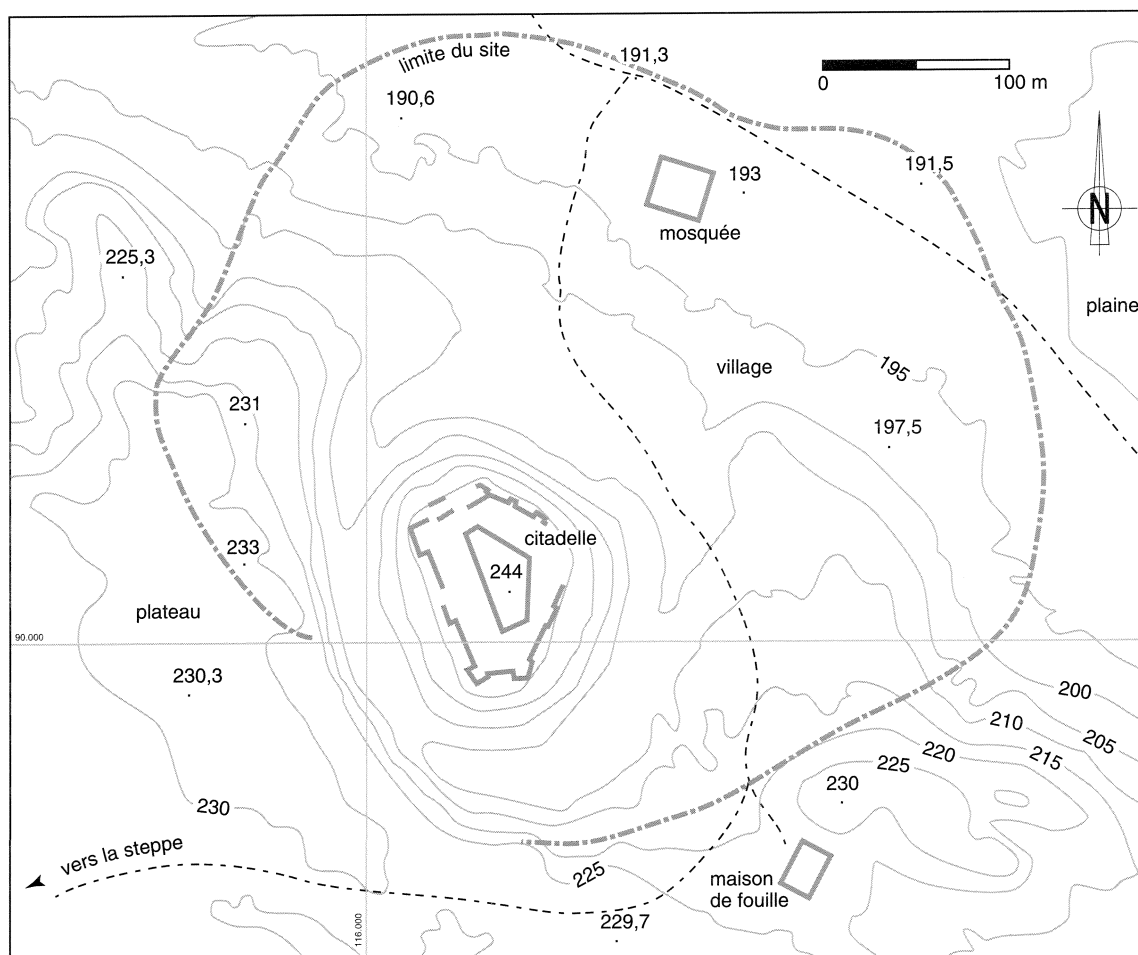 limite du site
191,3
0
100 m
190,6
N
191,5
193
mosquée
225,3
plaine
village
195
231
197,5
citadelle
233
244
plateau
90.000
230,3
200
210
205
220
215
225
230
230
vers la steppe
225
maison
de fouille
229,7
116.000